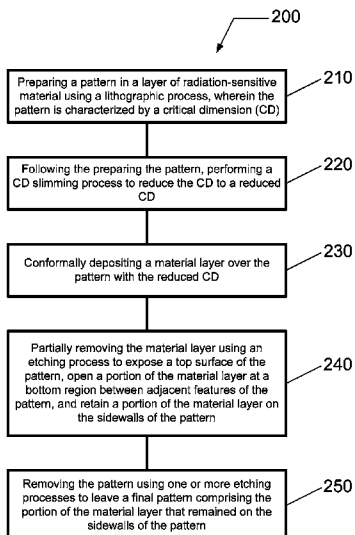 200
Preparing a pattern in a layer of radiation-sensitive
material using a lithographic process, wherein the
pattern is characterized by a critical dimension (CD)
210
Following the preparing the pattern, performing a
CD slimming process to reduce the CD to a reduced
CD
220
Conformally depositing a material layer over the
pattern with the reduced CD
230
Partially removing the material layer using an
etching process to expose a top surface of the
pattern, open a portion of the material layer at a
bottom region between adjacent features of the
pattern, and retain a portion of the material layer on
the sidewalls of the pattern
240
Removing the pattern using one or more etching
processes to leave a final pattern comprising the
portion of the material layer that remained on the
sidewalls of the pattern
250